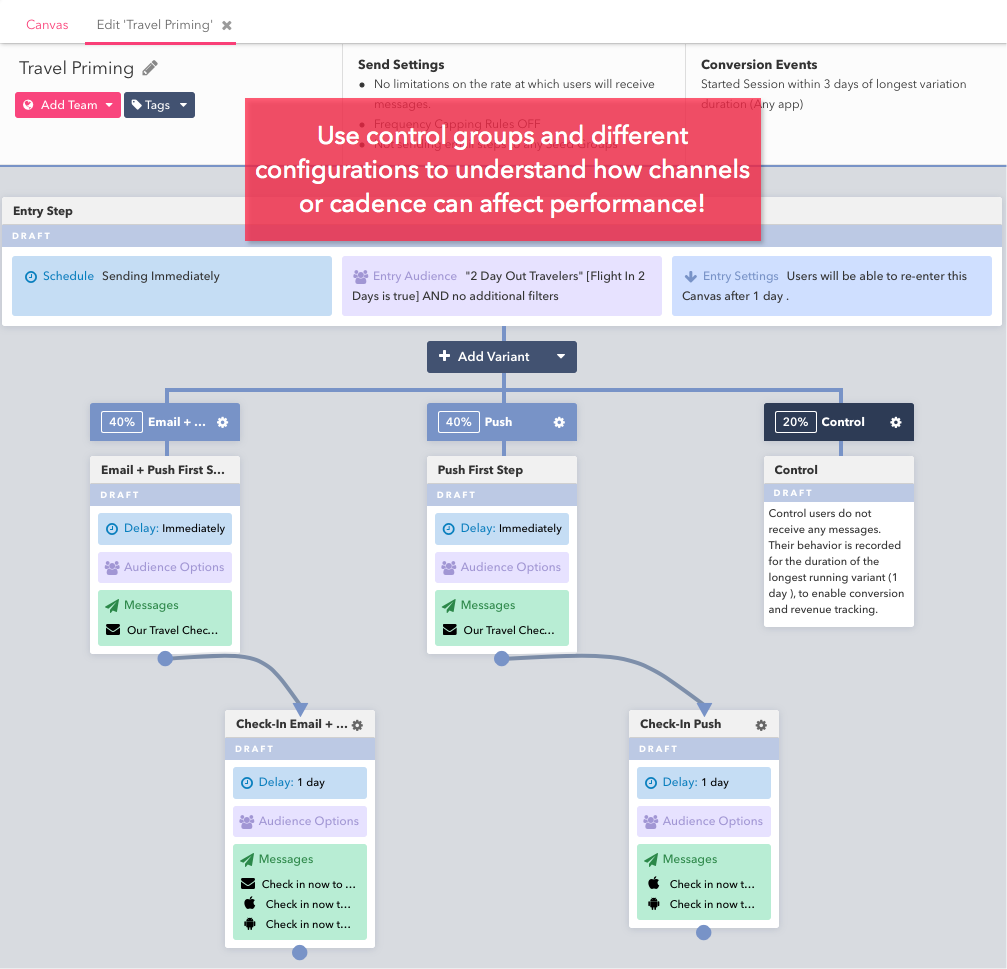 Canvas
Edit 'Travel Priming'
Travel Priming
Add Team
Tags
Send Settings
No limitations on the rate at which users will receive
messages.
Frequency Capping Rules OFF
Not sending email steps to any Seed Groups
Conversion Events
Started Session within 3 days of longest variation
duration (Any app)
Use control groups and different
configurations to understand how channels
or cadence can affect performance!
Entry Step
DRAFT
Schedule Sending Immediately
Entry Audience "2 Day Out Travelers" [Flight In 2
Days is true] AND no additional filters
Entry Settings Users will be able to re-enter this
Canvas after 1 day .
Add Variant
40% Email + ...
40% Push
20% Control
Email + Push First S...
DRAFT
Delay: Immediately
Audience Options
Messages
Our Travel Chec...
Push First Step
DRAFT
Delay: Immediately
Audience Options
Messages
Our Travel Chec...
Control
DRAFT
Control users do not
receive any messages.
Their behavior is recorded
for the duration of the
longest running variant (1
day ), to enable conversion
and revenue tracking.
Check-In Email + ...
DRAFT
Delay: 1 day
Audience Options
Messages
Check in now to ...
Check in now t...
Check in now t...
Check-In Push
DRAFT
Delay: 1 day
Audience Options
Messages
Check in now t...
Check in now t...